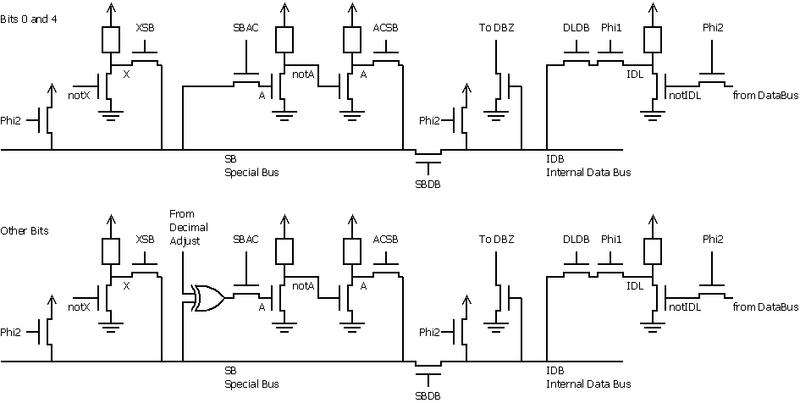 Bits 0 and 4
XSB
SBAC
ACSB
To DBZ
DLDB
Phi1
Phi2
X
notA
A
IDL
notX
A
notIDL
from DataBus
Phi2
Phi2
SB
Special Bus
SBDB
IDB
Internal Data Bus
Other Bits
XSB
From
Decimal
Adjust
SBAC
ACSB
To DBZ
DLDB
Phi1
Phi2
X
notA
A
IDL
notX
A
notIDL
from DataBus
Phi2
Phi2
SB
Special Bus
SBDB
IDB
Internal Data Bus